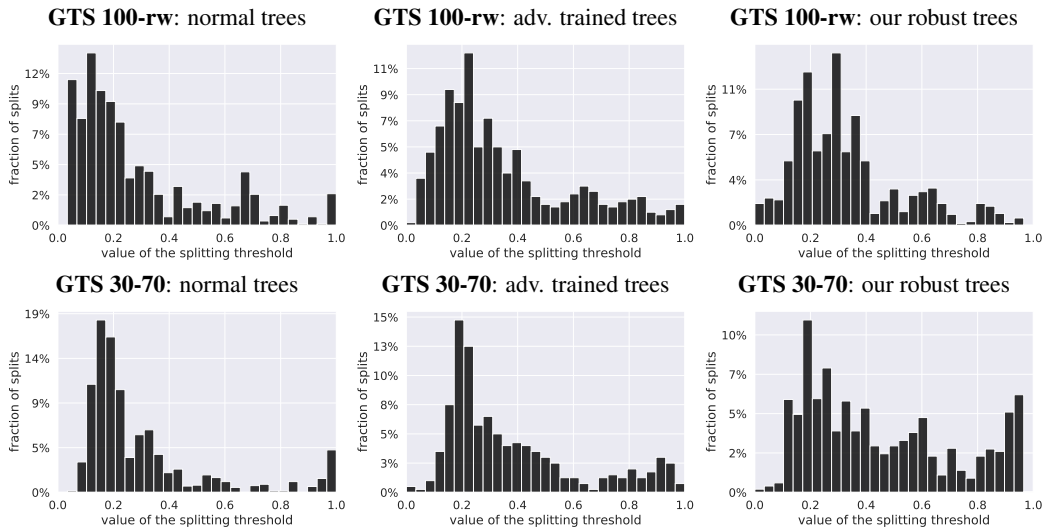 GTS 100-rw: normal trees
12%
9%
7%
5%
2%
0%
fraction of splits
0.0 0.2 0.4 0.6 0.8 1.0
value of the splitting threshold
GTS 100-rw: adv. trained trees
11%
9%
7%
5%
4%
2%
0%
fraction of splits
0.0 0.2 0.4 0.6 0.8 1.0
value of the splitting threshold
GTS 100-rw: our robust trees
11%
7%
4%
0%
fraction of splits
0.0 0.2 0.4 0.6 0.8 1.0
value of the splitting threshold
GTS 30-70: normal trees
19%
14%
9%
5%
0%
fraction of splits
0.0 0.2 0.4 0.6 0.8 1.0
value of the splitting threshold
GTS 30-70: adv. trained trees
15%
13%
10%
8%
5%
3%
0%
fraction of splits
0.0 0.2 0.4 0.6 0.8 1.0
value of the splitting threshold
GTS 30-70: our robust trees
10%
7%
5%
2%
0%
fraction of splits
0.0 0.2 0.4 0.6 0.8 1.0
value of the splitting threshold